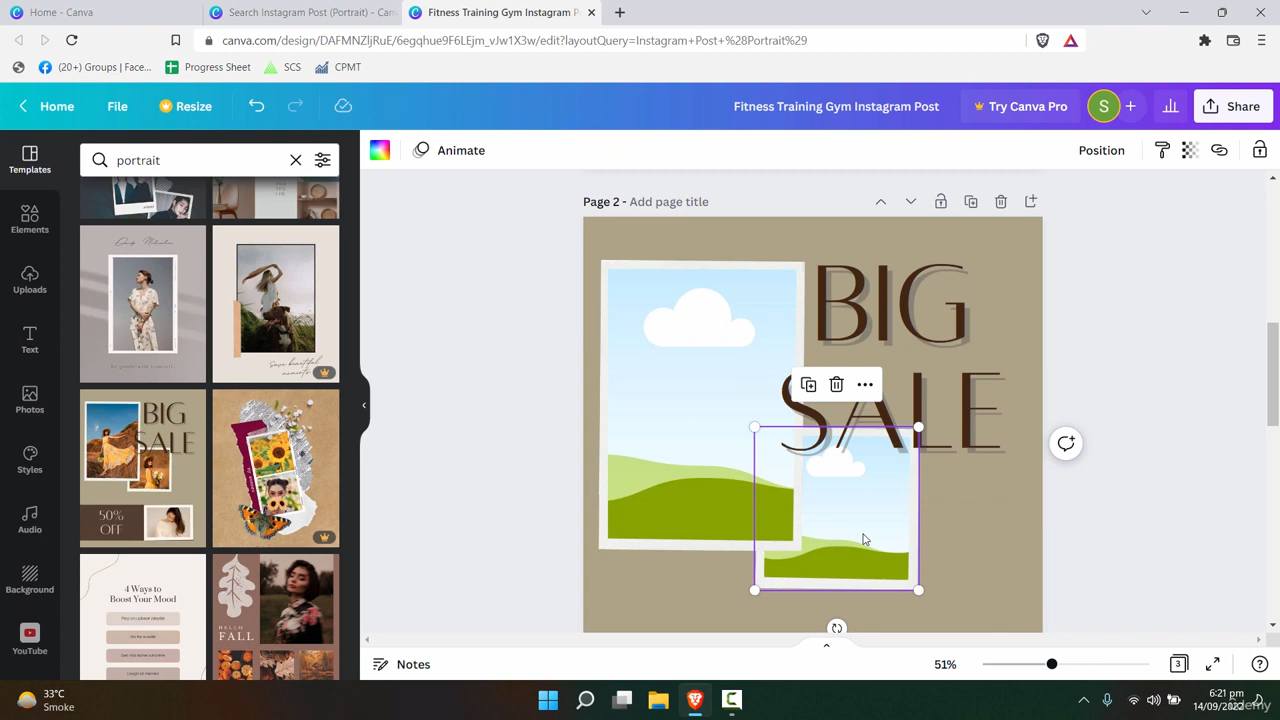 Home - Canva
Search Instagram Post (Portrait) - Can
Fitness Training Gym Instagram P
canva.com/design/DAFMNZljRuE/6egqhue9F6LEjm_vJw1X3w/edit?layoutQuery=Instagram+Post+%28Portrait%29
(20+) Groups | Face...
Progress Sheet
SCS
CPMT
Home
File
Resize
Fitness Training Gym Instagram Post
Try Canva Pro
S
Share
Templates
Elements
Uploads
Text
Photos
Styles
Audio
Background
YouTube
portrait
BIG
SALE
50%
OFF
4 Ways to
Boost Your Mood
HELLO
FALL
Animate
Position
Page 2 - Add page title
BIG
SALE
Notes
51%
3
33°C
Smoke
6:21 pm
14/09/2022
Udemy